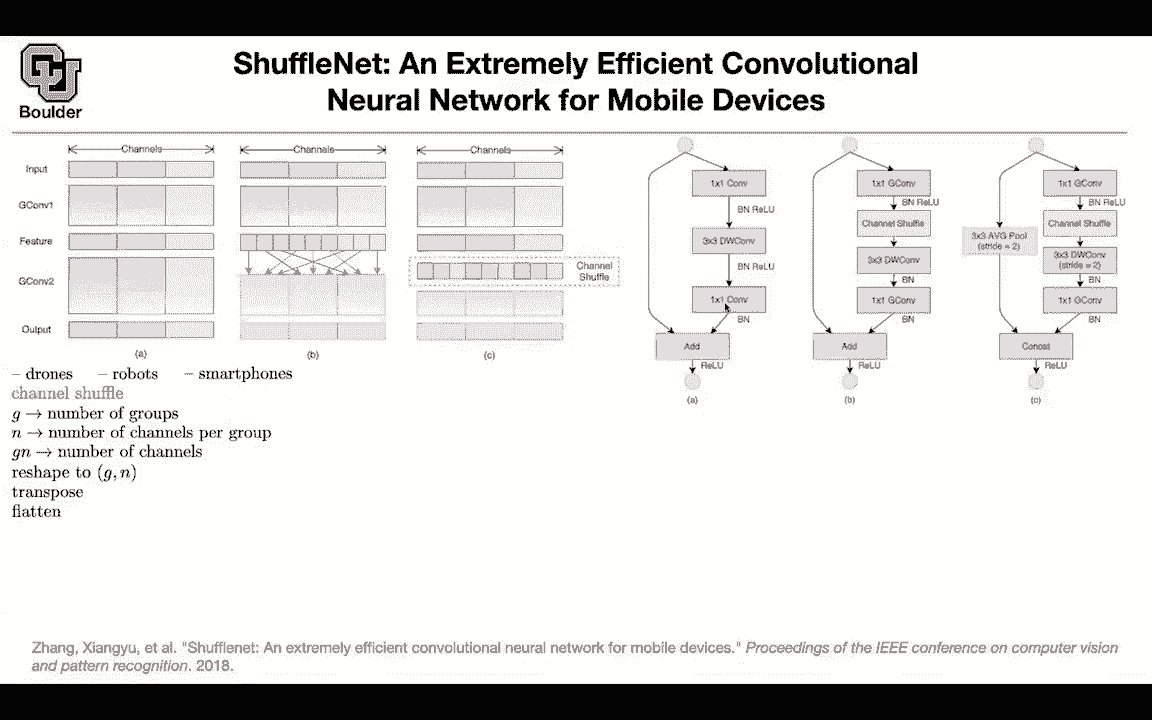 ShuffleNet: An Extremely Efficient Convolutional
Neural Network for Mobile Devices
Boulder
Channels
Input
GConv1
Feature
GConv2
Output
(a)
Channels
(b)
Channels
Channel
Shuffle
(c)
1x1 Conv
BN ReLU
3x3 DWConv
BN ReLU
1x1 Conv
BN
Add
ReLU
(a)
1x1 GConv
BN ReLU
Channel Shuffle
3x3 DWConv
BN
1x1 GConv
BN
Add
ReLU
(b)
3x3 AVG Pool
(stride = 2)
1x1 GConv
BN ReLU
Channel Shuffle
3x3 DWConv
(stride = 2)
BN
1x1 GConv
BN
Concat
ReLU
(c)
– drones – robots – smartphones
channel shuffle
g → number of groups
n → number of channels per group
gn → number of channels
reshape to (g, n)
transpose
flatten
Zhang, Xiangyu, et al. "Shufflenet: An extremely efficient convolutional neural network for mobile devices." Proceedings of the IEEE conference on computer vision
and pattern recognition. 2018.